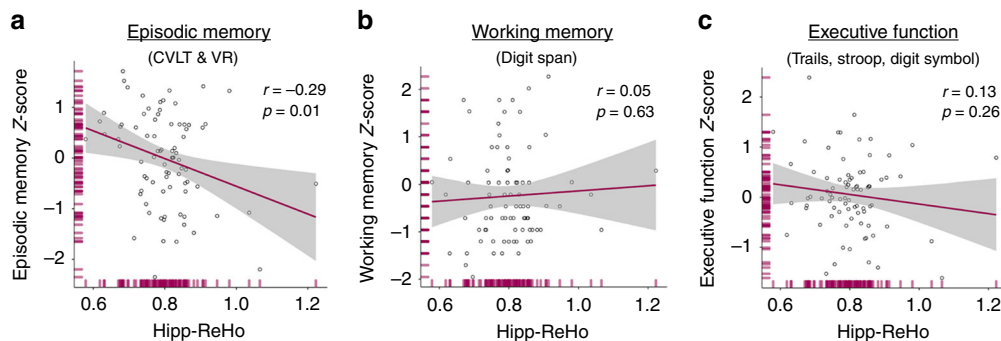 a
Episodic memory
(CVLT & VR)
r = –0.29
p = 0.01
Episodic memory Z-score
1
0
–1
–2
0.6 0.8 1.0 1.2
Hipp-ReHo
b
Working memory
(Digit span)
r = 0.05
p = 0.63
Working memory Z-score
2
1
0
–1
–2
0.6 0.8 1.0 1.2
Hipp-ReHo
c
Executive function
(Trails, stroop, digit symbol)
r = 0.13
p = 0.26
Executive function Z-score
2
1
0
–1
0.6 0.8 1.0 1.2
Hipp-ReHo